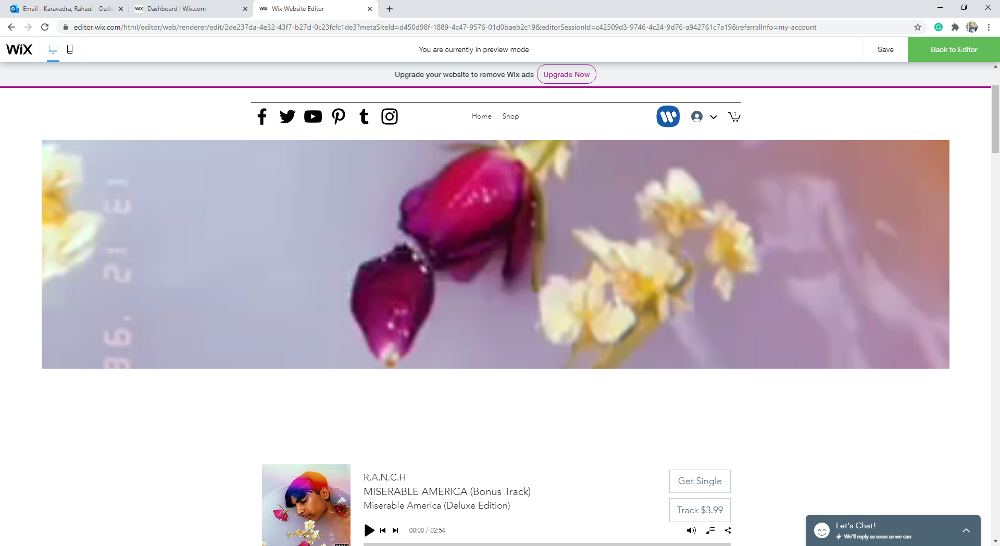 Email - Karavadra, Rahaul - Outlo
WIX Dashboard | Wix.com
WIX Wix Website Editor
editor.wix.com/html/editor/web/renderer/edit/2de237da-4e32-43f7-b27d-0c23fcfc1de3?metaSiteId=d450d98f-1889-4c47-9576-01d0baeb2c19&editorSessionId=c42509d3-9746-4c24-9d76-a942761c7a19&referralInfo=my-account
WiX
You are currently in preview mode
Save
Back to Editor
Upgrade your website to remove Wix ads
Upgrade Now
Home
Shop
1
R.A.N.C.H
MISERABLE AMERICA (Bonus Track)
Miserable America (Deluxe Edition)
Get Single
Track $3.99
00:00 / 02:54
Let's Chat!
We'll reply as soon as we can